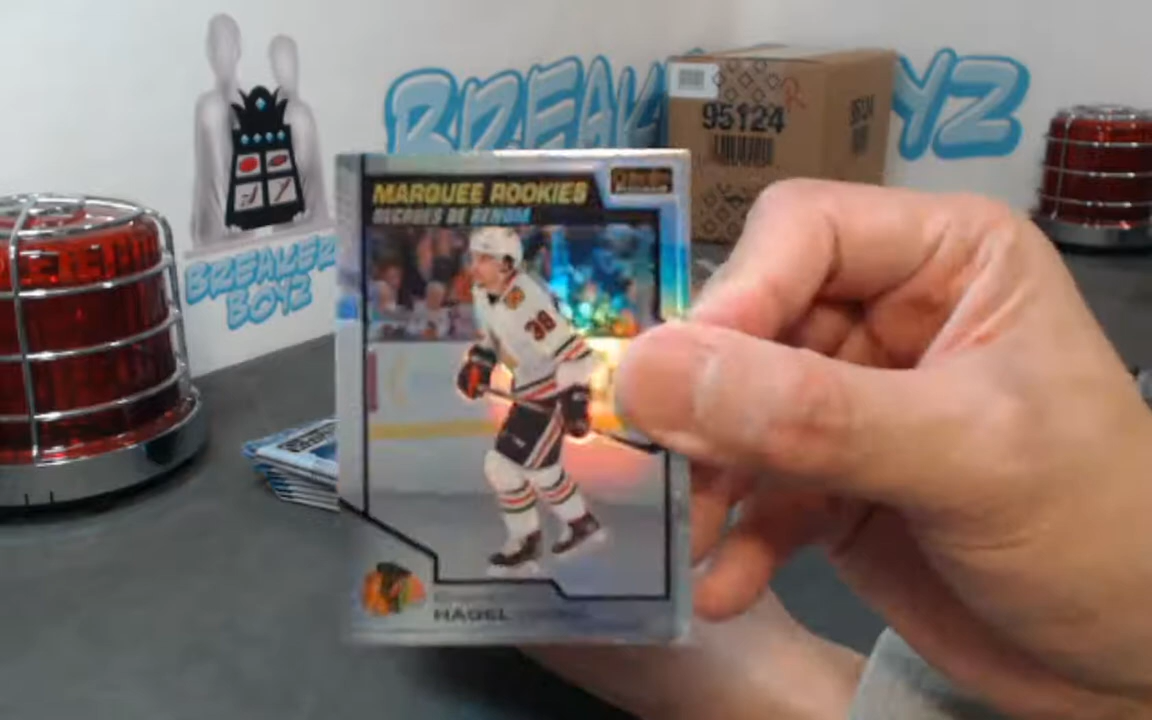 BREAK
YZ
95124
MARQUEE ROOKIES
RECRUES DE RENOM
38
HAGEL
BREAKER
BOYZ